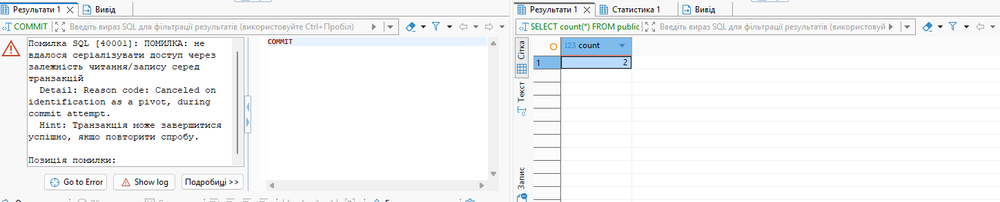 Результати 1
Вивід
COMMIT
Введіть вираз SQL для фільтрації результатів (використовуйте Ctrl+Пробіл)
Помилка SQL [40001]: ПОМИЛКА: не
вдалося серіалізувати доступ через
залежність читання/запису серед
транзакцій
Detail: Reason code: Canceled on
identification as a pivot, during
commit attempt.
Hint: Транзакція може завершитися
успішно, якщо повторити спробу.
Позиція помилки:
Go to Error
Show log
Подробиці >>
COMMIT
Результати 1
Статистика 1
Вивід
SELECT count(*) FROM public
Введіть вираз SQL для фільтрації результатів (використовуй
Сітка
Текст
Запис
123 count
1
2